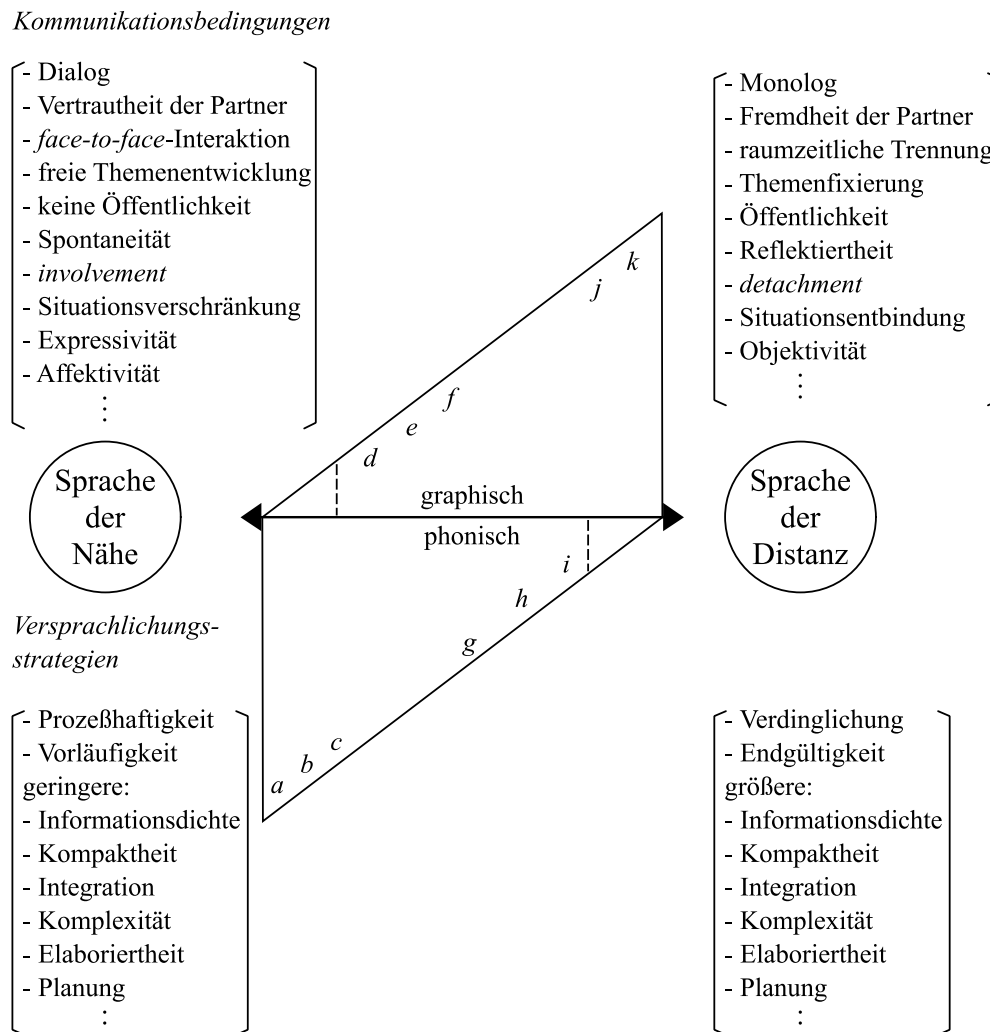 Kommunikationsbedingungen
- Dialog
- Vertrautheit der Partner
- face-to-face-Interaktion
- freie Themenentwicklung
- keine Öffentlichkeit
- Spontaneität
- involvement
- Situationsverschränkung
- Expressivität
- Affektivität
⋮
- Monolog
- Fremdheit der Partner
- raumzeitliche Trennung
- Themenfixierung
- Öffentlichkeit
- Reflektiertheit
- detachment
- Situationsentbindung
- Objektivität
⋮
k
j
f
e
d
Sprache
der
Nähe
graphisch
phonisch
Sprache
der
Distanz
i
h
g
c
b
a
Versprachlichungs-
strategien
- Prozeßhaftigkeit
- Vorläufigkeit
geringere:
- Informationsdichte
- Kompaktheit
- Integration
- Komplexität
- Elaboriertheit
- Planung
⋮
- Verdinglichung
- Endgültigkeit
größere:
- Informationsdichte
- Kompaktheit
- Integration
- Komplexität
- Elaboriertheit
- Planung
⋮